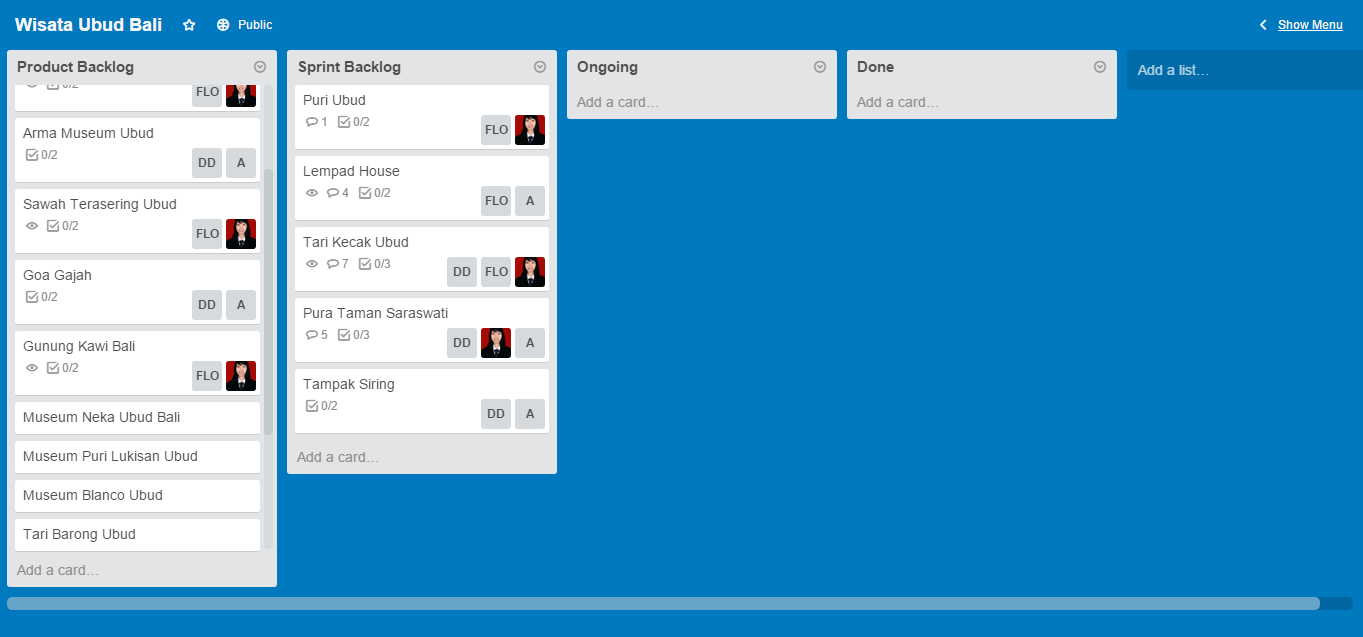 Wisata Ubud Bali Public Show Menu
Product Backlog
0/2
FLO
Arma Museum Ubud
0/2
DD A
Sawah Terasering Ubud
0/2
FLO
Goa Gajah
0/2
DD A
Gunung Kawi Bali
0/2
FLO
Museum Neka Ubud Bali
Museum Puri Lukisan Ubud
Museum Blanco Ubud
Tari Barong Ubud
Add a card…
Sprint Backlog
Puri Ubud
1 0/2
FLO
Lempad House
4 0/2
FLO A
Tari Kecak Ubud
7 0/3
DD FLO
Pura Taman Saraswati
5 0/3
DD A
Tampak Siring
0/2
DD A
Add a card…
Ongoing
Add a card…
Done
Add a card…
Add a list…